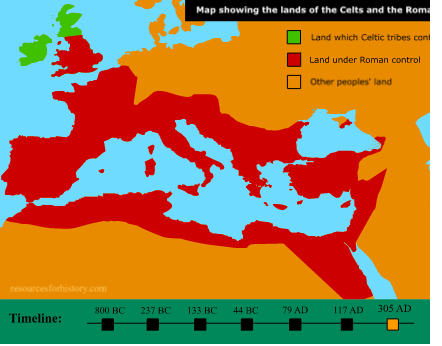 Map showing the lands of the Celts and the Roma
Land which Celtic tribes cont
Land under Roman control
Other peoples' land
resourcesforhistory.com
Timeline:
800 BC 237 BC 133 BC 44 BC 79 AD 117 AD 305 AD